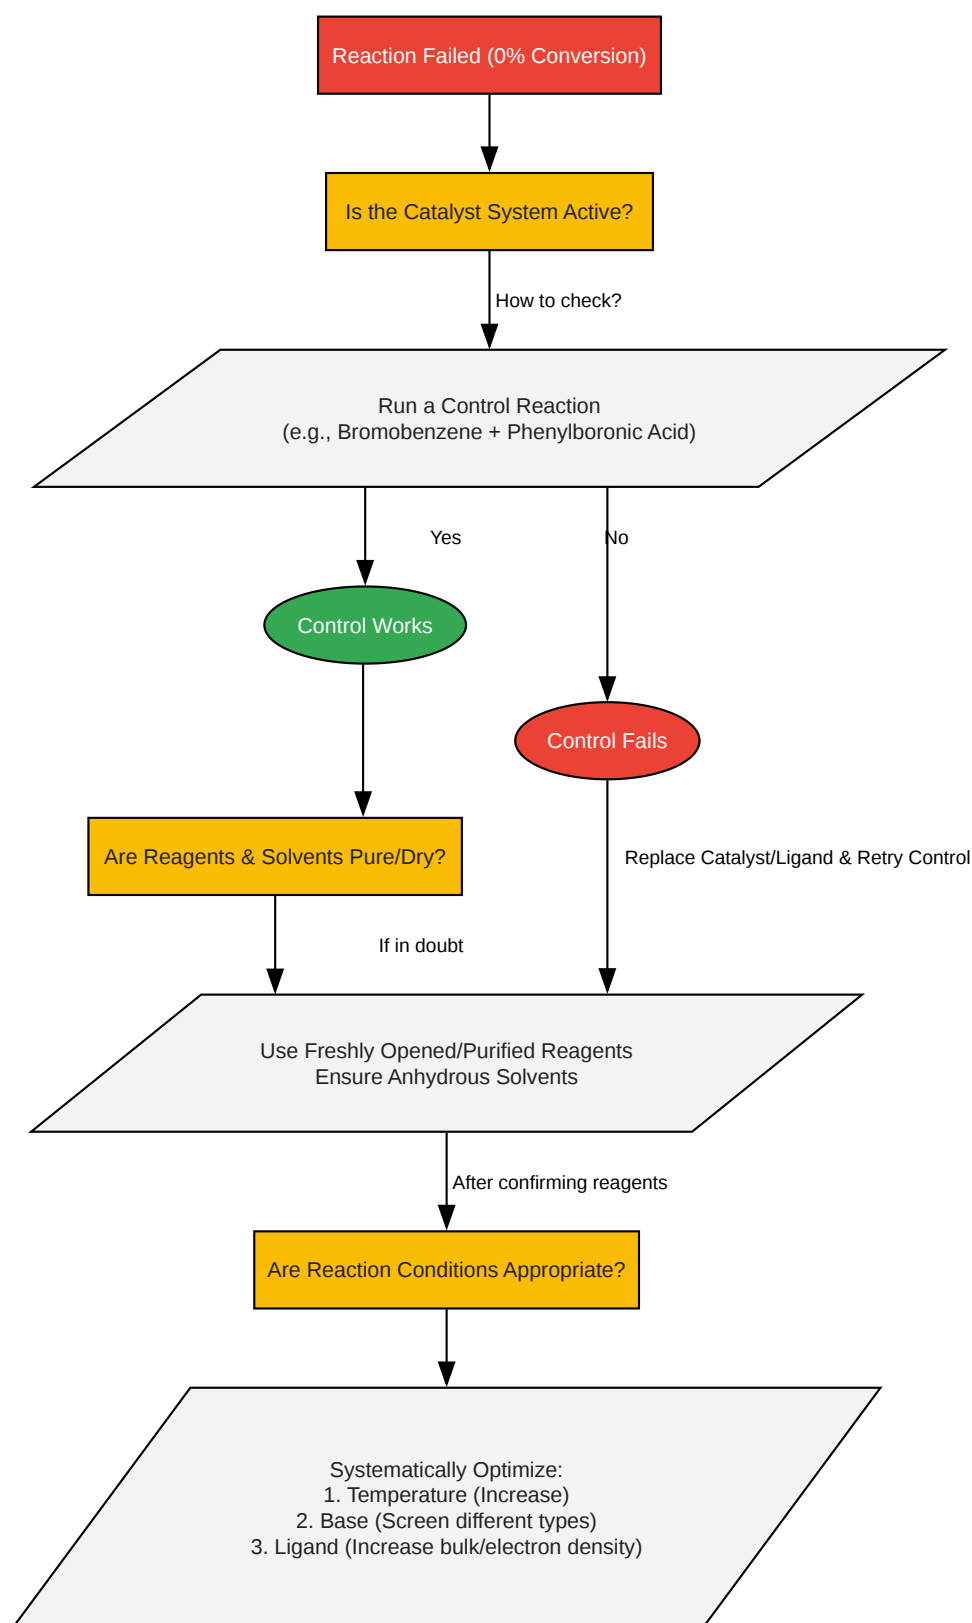 Reaction Failed (0% Conversion)
Is the Catalyst System Active?
How to check?
Run a Control Reaction
(e.g., Bromobenzene + Phenylboronic Acid)
Yes
No
Control Works
Control Fails
Are Reagents & Solvents Pure/Dry?
Replace Catalyst/Ligand & Retry Control
If in doubt
Use Freshly Opened/Purified Reagents
Ensure Anhydrous Solvents
After confirming reagents
Are Reaction Conditions Appropriate?
Systematically Optimize:
1. Temperature (Increase)
2. Base (Screen different types)
3. Ligand (Increase bulk/electron density)